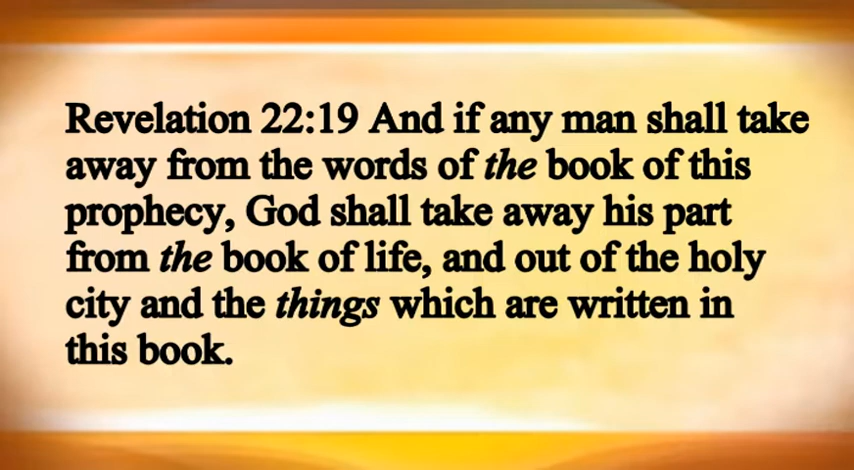 Revelation 22:19 And if any man shall take
away from the words of the book of this
prophecy, God shall take away his part
from the book of life, and out of the holy
city and the things which are written in
this book.